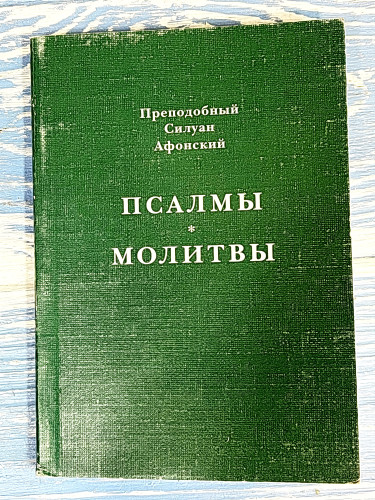 Преподобный
Силуан
Афонский
ПСАЛМЫ
*
МОЛИТВЫ